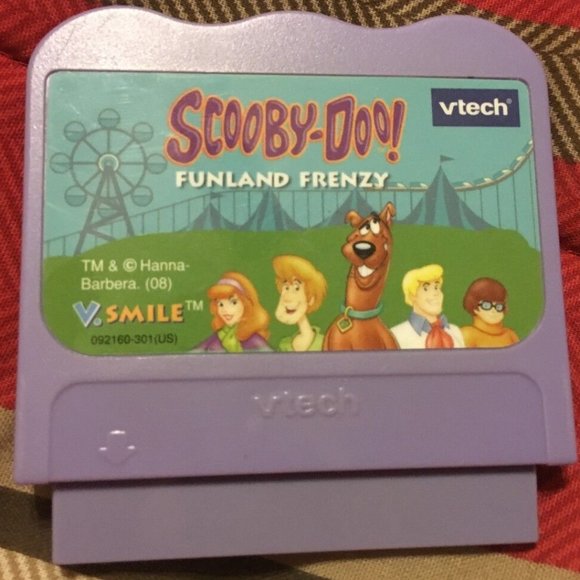 SCOOBY-DOO!
vtech®
FUNLAND FRENZY
TM & © Hanna-
Barbera. (08)
V.SMILE™
092160-301(US)
vtech